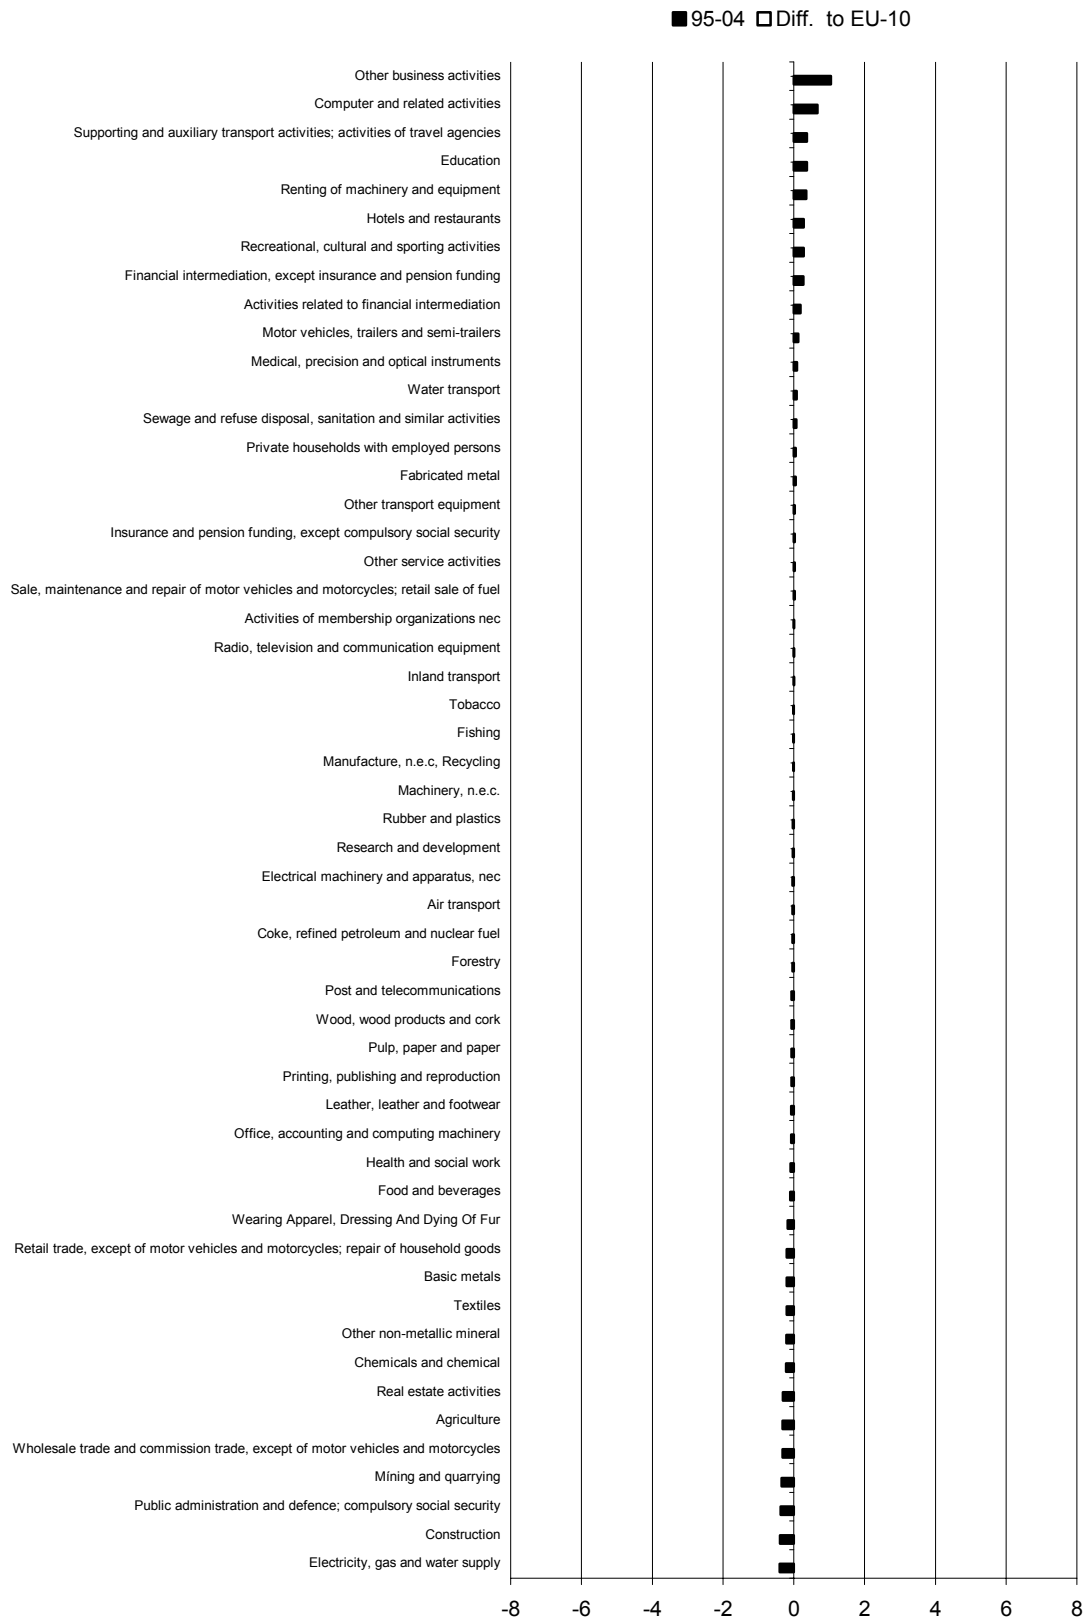 95-04 Diff. to EU-10
Other business activities
Computer and related activities
Supporting and auxiliary transport activities; activities of travel agencies
Education
Renting of machinery and equipment
Hotels and restaurants
Recreational, cultural and sporting activities
Financial intermediation, except insurance and pension funding
Activities related to financial intermediation
Motor vehicles, trailers and semi-trailers
Medical, precision and optical instruments
Water transport
Sewage and refuse disposal, sanitation and similar activities
Private households with employed persons
Fabricated metal
Other transport equipment
Insurance and pension funding, except compulsory social security
Other service activities
Sale, maintenance and repair of motor vehicles and motorcycles; retail sale of fuel
Activities of membership organizations nec
Radio, television and communication equipment
Inland transport
Tobacco
Fishing
Manufacture, n.e.c, Recycling
Machinery, n.e.c.
Rubber and plastics
Research and development
Electrical machinery and apparatus, nec
Air transport
Coke, refined petroleum and nuclear fuel
Forestry
Post and telecommunications
Wood, wood products and cork
Pulp, paper and paper
Printing, publishing and reproduction
Leather, leather and footwear
Office, accounting and computing machinery
Health and social work
Food and beverages
Wearing Apparel, Dressing And Dying Of Fur
Retail trade, except of motor vehicles and motorcycles; repair of household goods
Basic metals
Textiles
Other non-metallic mineral
Chemicals and chemical
Real estate activities
Agriculture
Wholesale trade and commission trade, except of motor vehicles and motorcycles
Míning and quarrying
Public administration and defence; compulsory social security
Construction
Electricity, gas and water supply
-8 -6 -4 -2 0 2 4 6 8